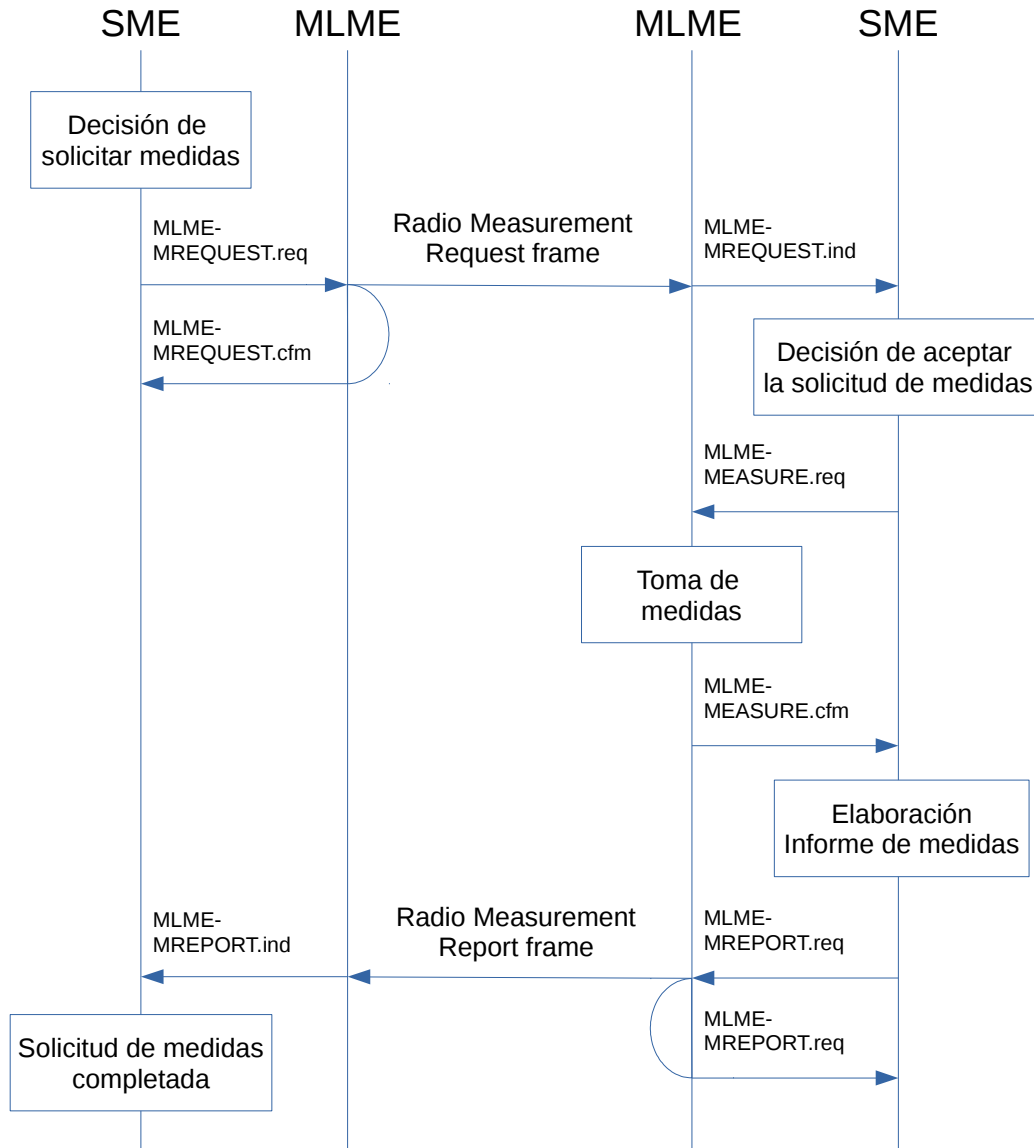 SME
MLME
MLME
SME
Decisión de
solicitar medidas
MLME-
MREQUEST.req
Radio Measurement
Request frame
MLME-
MREQUEST.ind
MLME-
MREQUEST.cfm
Decisión de aceptar
la solicitud de medidas
MLME-
MEASURE.req
Toma de
medidas
MLME-
MEASURE.cfm
Elaboración
Informe de medidas
MLME-
MREPORT.ind
Radio Measurement
Report frame
MLME-
MREPORT.req
MLME-
MREPORT.req
Solicitud de medidas
completada